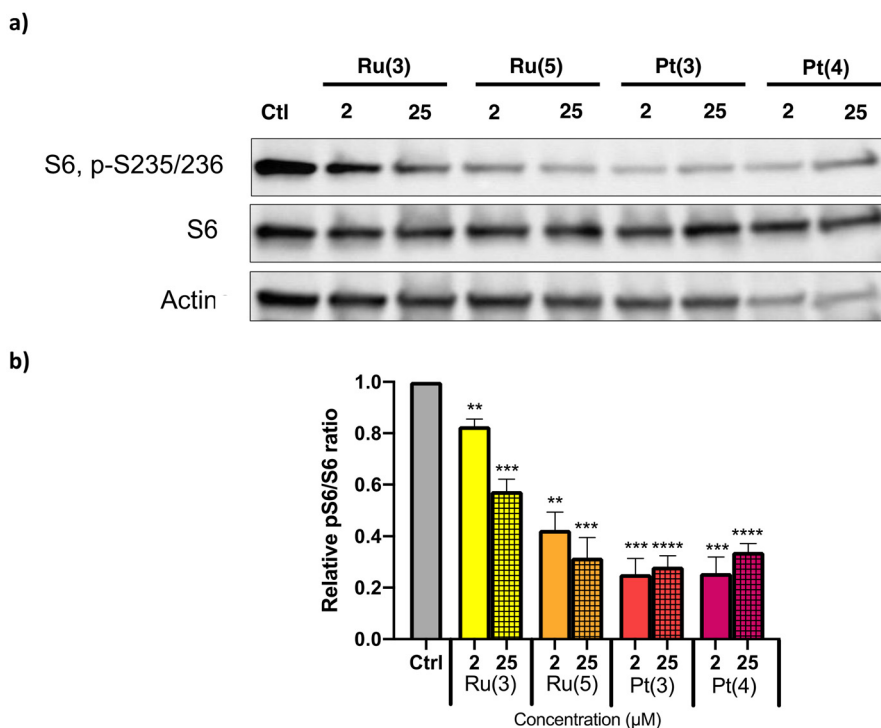 a)
Ru(3) Ru(5) Pt(3) Pt(4)
Ctl 2 25 2 25 2 25 2 25
S6, p-S235/236
S6
Actin
b)
Relative pS6/S6 ratio
1.0
0.8
0.6
0.4
0.2
0.0
** *** ** *** *** **** *** ****
Ctrl 2 25 2 25 2 25 2 25
Ru(3) Ru(5) Pt(3) Pt(4)
Concentration (µM)